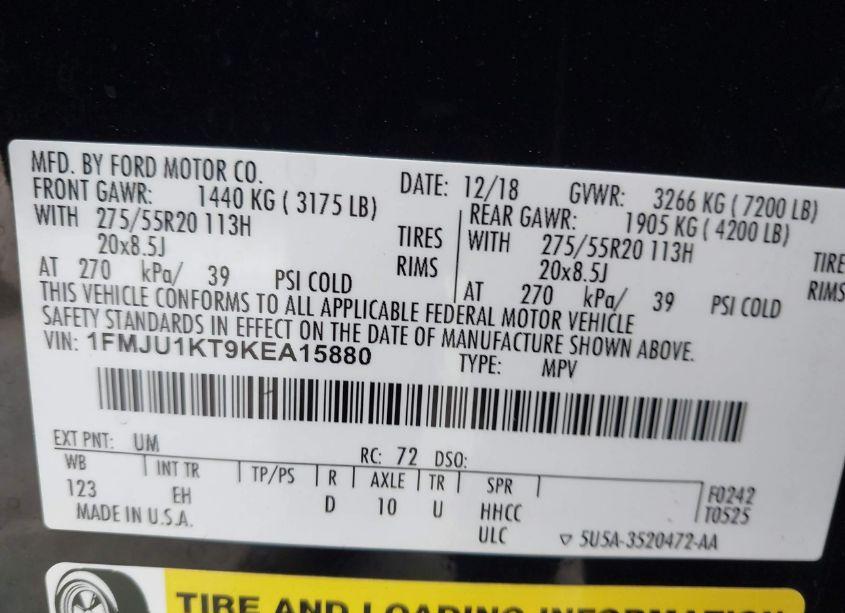 MFD. BY FORD MOTOR CO.
DATE: 12/18 GVWR: 3266 KG ( 7200 LB)
FRONT GAWR: 1440 KG ( 3175 LB)
WITH 275/55R20 113H TIRES
20x8.5J RIMS
AT 270 kPa/ 39 PSI COLD
REAR GAWR: 1905 KG ( 4200 LB)
WITH 275/55R20 113H TIRE
20x8.5J RIMS
AT 270 kPa/ 39 PSI COLD
THIS VEHICLE CONFORMS TO ALL APPLICABLE FEDERAL MOTOR VEHICLE
SAFETY STANDARDS IN EFFECT ON THE DATE OF MANUFACTURE SHOWN ABOVE.
VIN: 1FMJU1KT9KEA15880 TYPE: MPV
EXT PNT: UM RC: 72 DSO:
WB INT TR TP/PS R AXLE TR SPR
123 EH D 10 U HHCC
ULC
F0242
T0525
MADE IN U.S.A.
▽ 5U5A-3520472-AA
TIRE AND LOADING INFORMATION